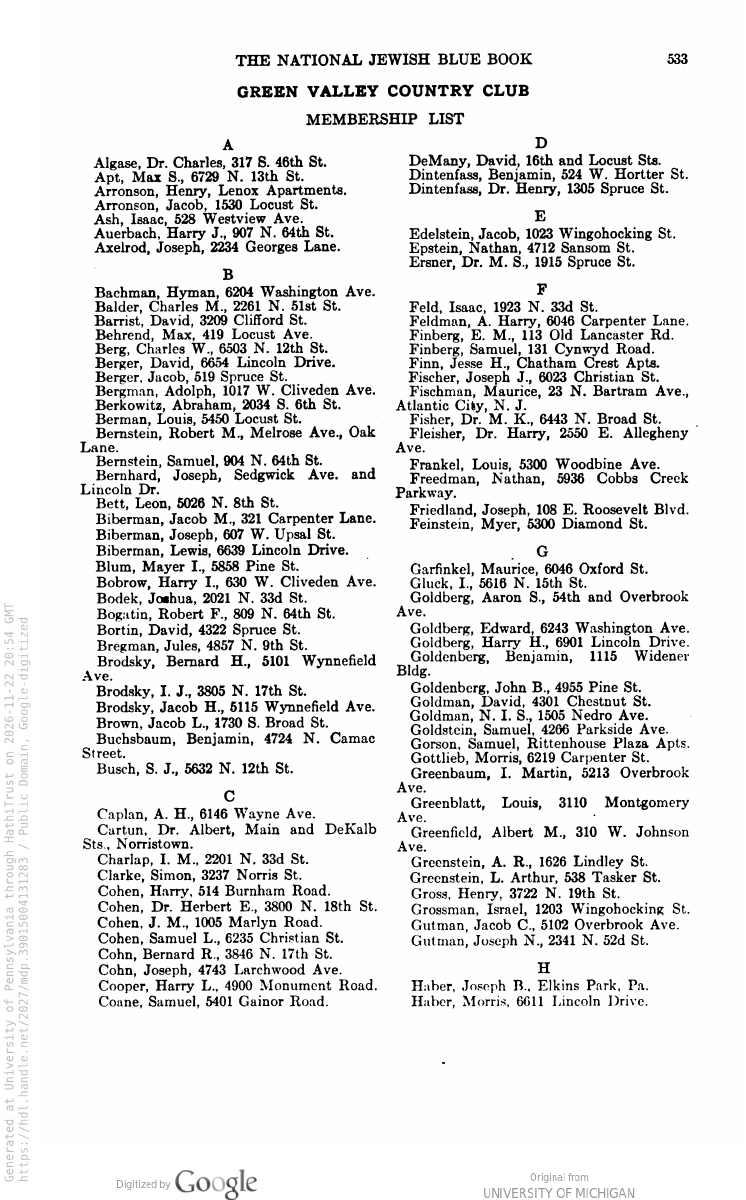 THE NATIONAL JEWISH BLUE BOOK 533
GREEN VALLEY COUNTRY CLUB
MEMBERSHIP LIST
A
Algase, Dr. Charles, 317 S. 46th St.
Apt, Max S., 6729 N. 13th St.
Arronson, Henry, Lenox Apartments.
Arronson, Jacob, 1530 Locust St.
Ash, Isaac, 528 Westview Ave.
Auerbach, Harry J., 907 N. 64th St.
Axelrod, Joseph, 2234 Georges Lane.
B
Bachman, Hyman, 6204 Washington Ave.
Balder, Charles M., 2261 N. 51st St.
Barrist, David, 3209 Clifford St.
Behrend, Max, 419 Locust Ave.
Berg, Charles W., 6503 N. 12th St.
Berger, David, 6654 Lincoln Drive.
Berger, Jacob, 519 Spruce St.
Bergman, Adolph, 1017 W. Cliveden Ave.
Berkowitz, Abraham, 2034 S. 6th St.
Berman, Louis, 5450 Locust St.
Bernstein, Robert M., Melrose Ave., Oak
Lane.
Bernstein, Samuel, 904 N. 64th St.
Bernhard, Joseph, Sedgwick Ave. and
Lincoln Dr.
Bett, Leon, 5026 N. 8th St.
Biberman, Jacob M., 321 Carpenter Lane.
Biberman, Joseph, 607 W. Upsal St.
Biberman, Lewis, 6639 Lincoln Drive.
Blum, Mayer I., 5858 Pine St.
Bobrow, Harry I., 630 W. Cliveden Ave.
Bodek, Joshua, 2021 N. 33d St.
Bogatin, Robert F., 809 N. 64th St.
Bortin, David, 4322 Spruce St.
Bregman, Jules, 4857 N. 9th St.
Brodsky, Bernard H., 5101 Wynnefield
Ave.
Brodsky, I. J., 3805 N. 17th St.
Brodsky, Jacob H., 5115 Wynnefield Ave.
Brown, Jacob L., 1730 S. Broad St.
Buchsbaum, Benjamin, 4724 N. Camac
Street.
Busch, S. J., 5632 N. 12th St.
C
Caplan, A. H., 6146 Wayne Ave.
Cartun, Dr. Albert, Main and DeKalb
Sts., Norristown.
Charlap, I. M., 2201 N. 33d St.
Clarke, Simon, 3237 Norris St.
Cohen, Harry, 514 Burnham Road.
Cohen, Dr. Herbert E., 3800 N. 18th St.
Cohen, J. M., 1005 Marlyn Road.
Cohen, Samuel L., 6235 Christian St.
Cohn, Bernard R., 3846 N. 17th St.
Cohn, Joseph, 4743 Larchwood Ave.
Cooper, Harry L., 4900 Monument Road.
Coane, Samuel, 5401 Gainor Road.
D
DeMany, David, 16th and Locust Sts.
Dintenfass, Benjamin, 524 W. Hortter St.
Dintenfass, Dr. Henry, 1305 Spruce St.
E
Edelstein, Jacob, 1023 Wingohocking St.
Epstein, Nathan, 4712 Sansom St.
Ersner, Dr. M. S., 1915 Spruce St.
F
Feld, Isaac, 1923 N. 33d St.
Feldman, A. Harry, 6046 Carpenter Lane.
Finberg, E. M., 113 Old Lancaster Rd.
Finberg, Samuel, 131 Cynwyd Road.
Finn, Jesse H., Chatham Crest Apts.
Fischer, Joseph J., 6023 Christian St.
Fischman, Maurice, 23 N. Bartram Ave.,
Atlantic City, N. J.
Fisher, Dr. M. K., 6443 N. Broad St.
Fleisher, Dr. Harry, 2550 E. Allegheny
Ave.
Frankel, Louis, 5300 Woodbine Ave.
Freedman, Nathan, 5936 Cobbs Creek
Parkway.
Friedland, Joseph, 108 E. Roosevelt Blvd.
Feinstein, Myer, 5300 Diamond St.
G
Garfinkel, Maurice, 6046 Oxford St.
Gluck, I., 5616 N. 15th St.
Goldberg, Aaron S., 54th and Overbrook
Ave.
Goldberg, Edward, 6243 Washington Ave.
Goldberg, Harry H., 6901 Lincoln Drive.
Goldenberg, Benjamin, 1115 Widener
Bldg.
Goldenberg, John B., 4955 Pine St.
Goldman, David, 4301 Chestnut St.
Goldman, N. I. S., 1505 Nedro Ave.
Goldstein, Samuel, 4266 Parkside Ave.
Gorson, Samuel, Rittenhouse Plaza Apts.
Gottlieb, Morris, 6219 Carpenter St.
Greenbaum, I. Martin, 5213 Overbrook
Ave.
Greenblatt, Louis, 3110 Montgomery
Ave.
Greenfield, Albert M., 310 W. Johnson
Ave.
Greenstein, A. R., 1626 Lindley St.
Greenstein, L. Arthur, 538 Tasker St.
Gross, Henry, 3722 N. 19th St.
Grossman, Israel, 1203 Wingohocking St.
Gutman, Jacob C., 5102 Overbrook Ave.
Gutman, Joseph N., 2341 N. 52d St.
H
Haber, Joseph B., Elkins Park, Pa.
Haber, Morris, 6611 Lincoln Drive.
Generated at University of Pennsylvania through HathiTrust on 2026-11-22 20:54 GMT
https://hdl.handle.net/2027/mdp.39015004131283 / Public Domain, Google-digitized
Digitized by Google
Original from
UNIVERSITY OF MICHIGAN